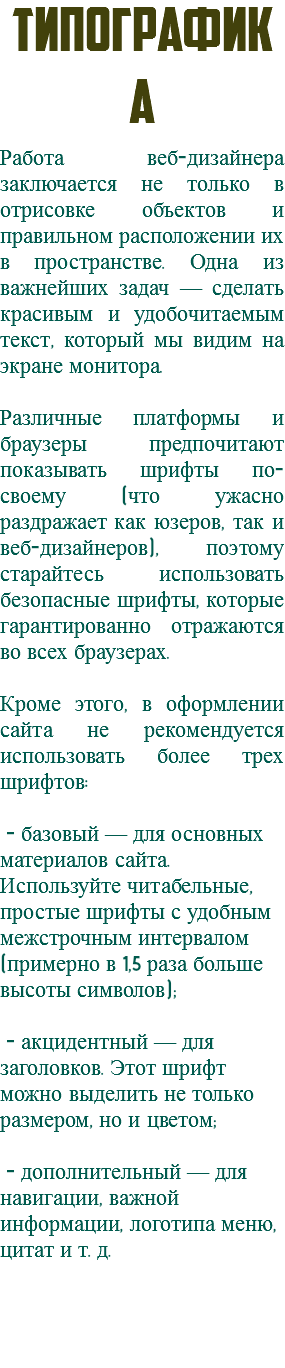 ТИПОГРАФИК
А
Работа веб-дизайнера
заключается не только в
отрисовке объектов и
правильном расположении их
в пространстве. Одна из
важнейших задач — сделать
красивым и удобочитаемым
текст, который мы видим на
экране монитора.
Различные платформы и
браузеры предпочитают
показывать шрифты по-
своему (что ужасно
раздражает как юзеров, так и
веб-дизайнеров), поэтому
старайтесь использовать
безопасные шрифты, которые
гарантированно отражаются
во всех браузерах.
Кроме этого, в оформлении
сайта не рекомендуется
использовать более трех
шрифтов:
- базовый — для основных
материалов сайта.
Используйте читабельные,
простые шрифты с удобным
межстрочным интервалом
(примерно в 1,5 раза больше
высоты символов);
- акцидентный — для
заголовков. Этот шрифт
можно выделить не только
размером, но и цветом;
- дополнительный — для
навигации, важной
информации, логотипа меню,
цитат и т. д.